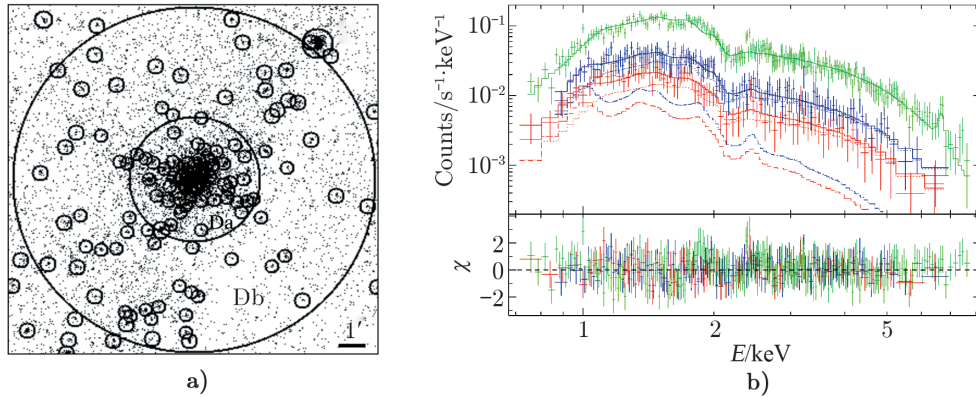 Da
Db
1′
a)
Counts/s⁻¹·keV⁻¹
10⁻¹
10⁻²
10⁻³
χ
2
0
−2
1
2
5
E/keV
b)